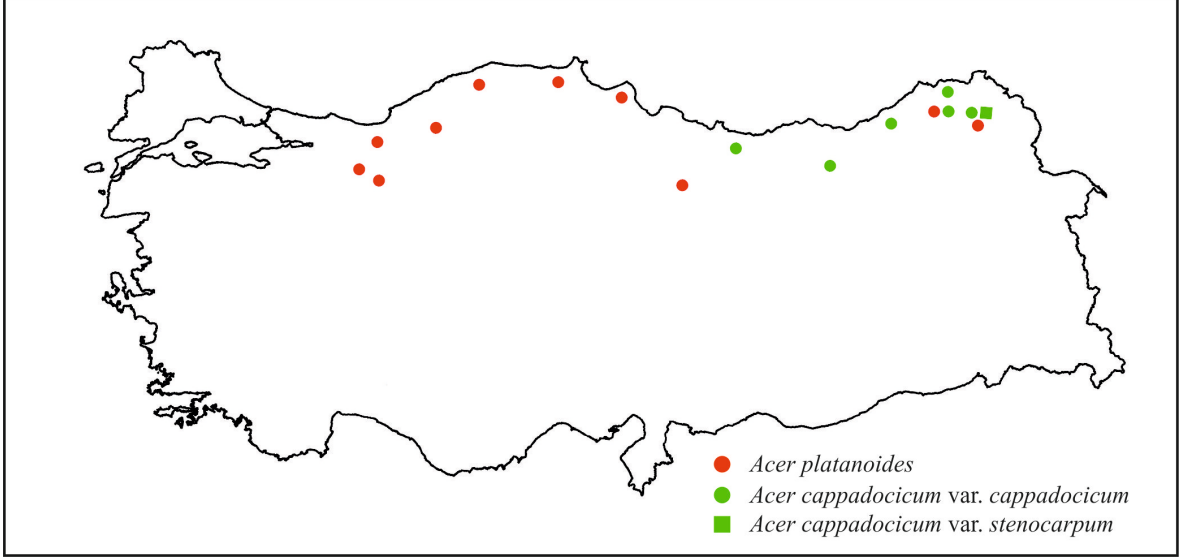 Acer platanoides
Acer cappadocicum var. cappadocicum
Acer cappadocicum var. stenocarpum